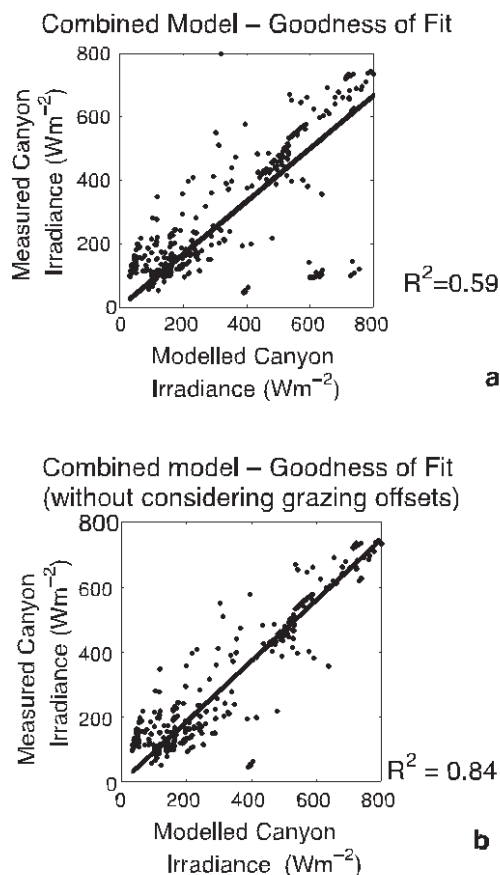 Combined Model – Goodness of Fit
800
600
400
200
0
Measured Canyon
Irradiance (Wm⁻²)
0 200 400 600 800
Modelled Canyon
Irradiance (Wm⁻²)
R²=0.59
a
Combined model – Goodness of Fit
(without considering grazing offsets)
800
600
400
200
0
Measured Canyon
Irradiance (Wm⁻²)
0 200 400 600 800
Modelled Canyon
Irradiance (Wm⁻²)
R² = 0.84
b